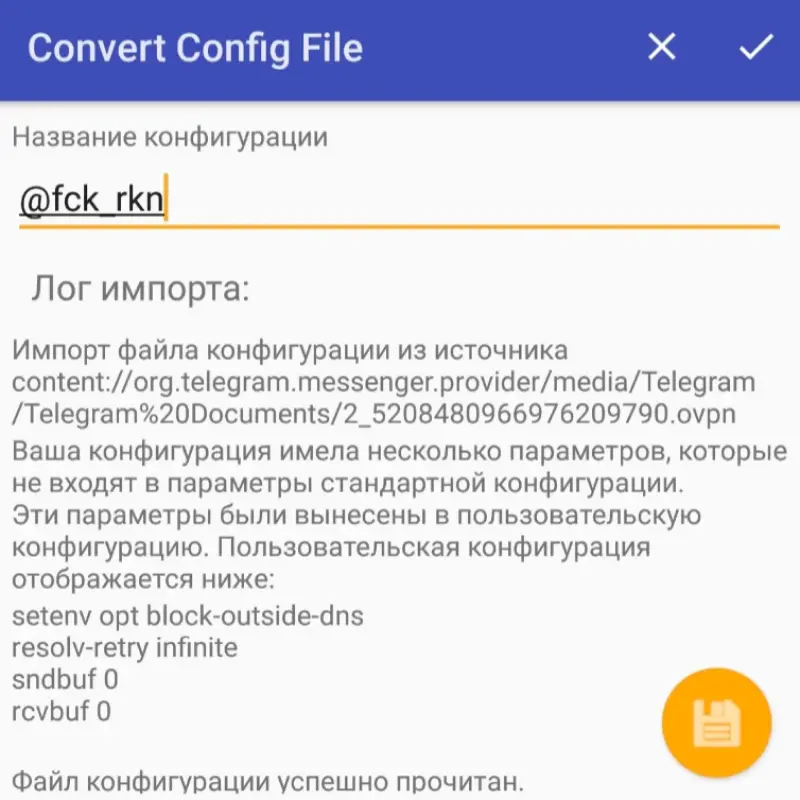 Convert Config File
Название конфигурации
@fck_rkn
Лог импорта:
Импорт файла конфигурации из источника
content://org.telegram.messenger.provider/media/Telegram
/Telegram%20Documents/2_5208480966976209790.ovpn
Ваша конфигурация имела несколько параметров, которые
не входят в параметры стандартной конфигурации.
Эти параметры были вынесены в пользовательскую
конфигурацию. Пользовательская конфигурация
отображается ниже:
setenv opt block-outside-dns
resolv-retry infinite
sndbuf 0
rcvbuf 0
Файл конфигурации успешно прочитан.